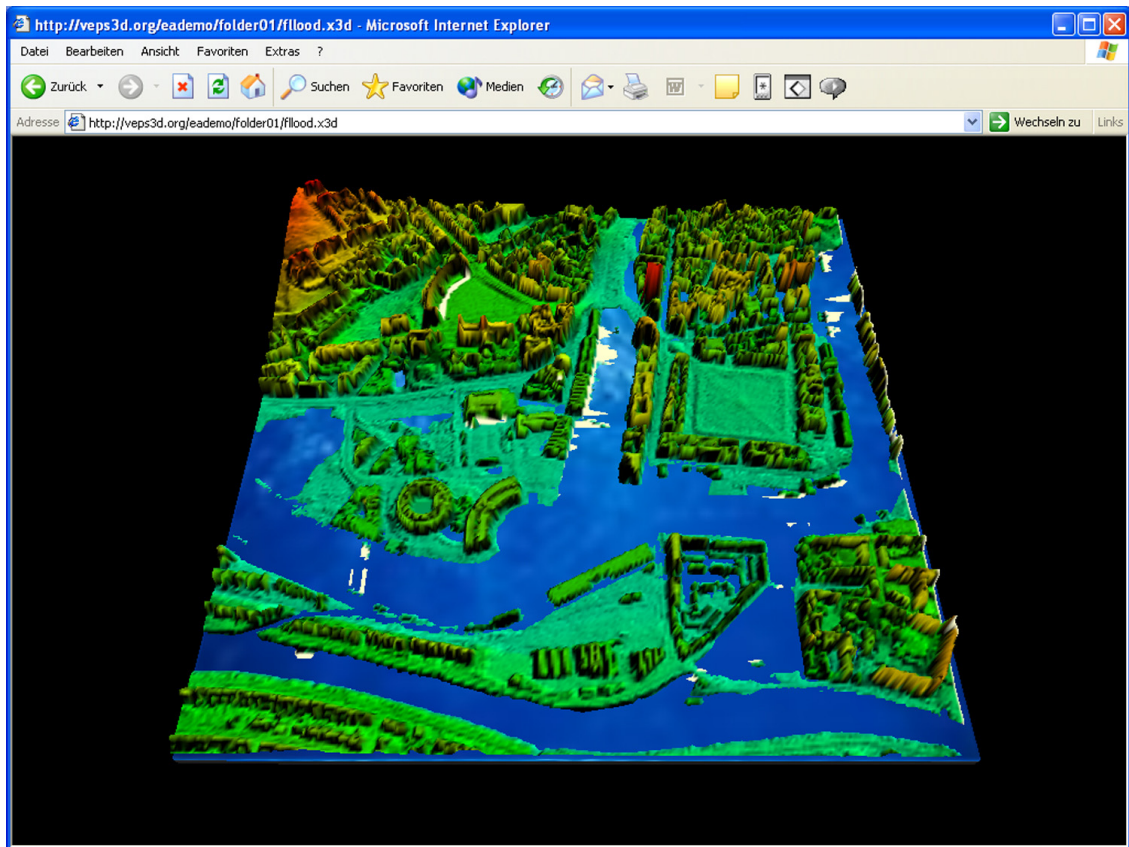 http://veps3d.org/eademo/folder01/fllood.x3d - Microsoft Internet Explorer
Datei Bearbeiten Ansicht Favoriten Extras ?
Zurück Suchen Favoriten Medien W
Adresse http://veps3d.org/eademo/folder01/fllood.x3d Wechseln zu Links